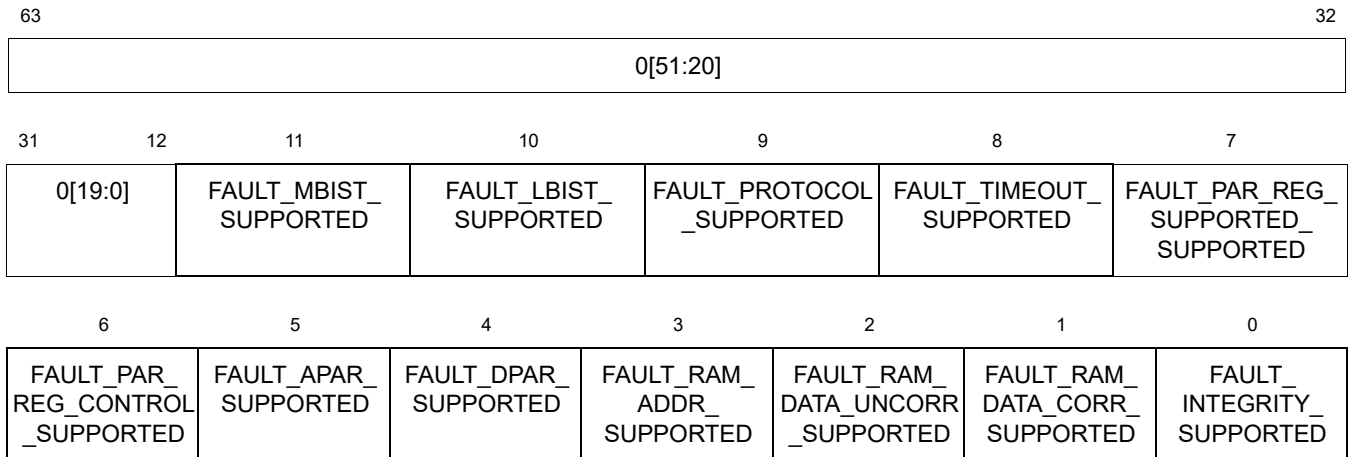 63 32
0[51:20]
31 12 11 10 9 8 7
0[19:0] FAULT_MBIST_ FAULT_LBIST_ FAULT_PROTOCOL FAULT_TIMEOUT_ FAULT_PAR_REG_
SUPPORTED SUPPORTED _SUPPORTED SUPPORTED SUPPORTED_
SUPPORTED
6 5 4 3 2 1 0
FAULT_PAR_ FAULT_APAR_ FAULT_DPAR_ FAULT_RAM_ FAULT_RAM_ FAULT_RAM_ FAULT_
REG_CONTROL SUPPORTED SUPPORTED ADDR_ DATA_UNCORR DATA_CORR_ INTEGRITY_
_SUPPORTED SUPPORTED _SUPPORTED SUPPORTED SUPPORTED